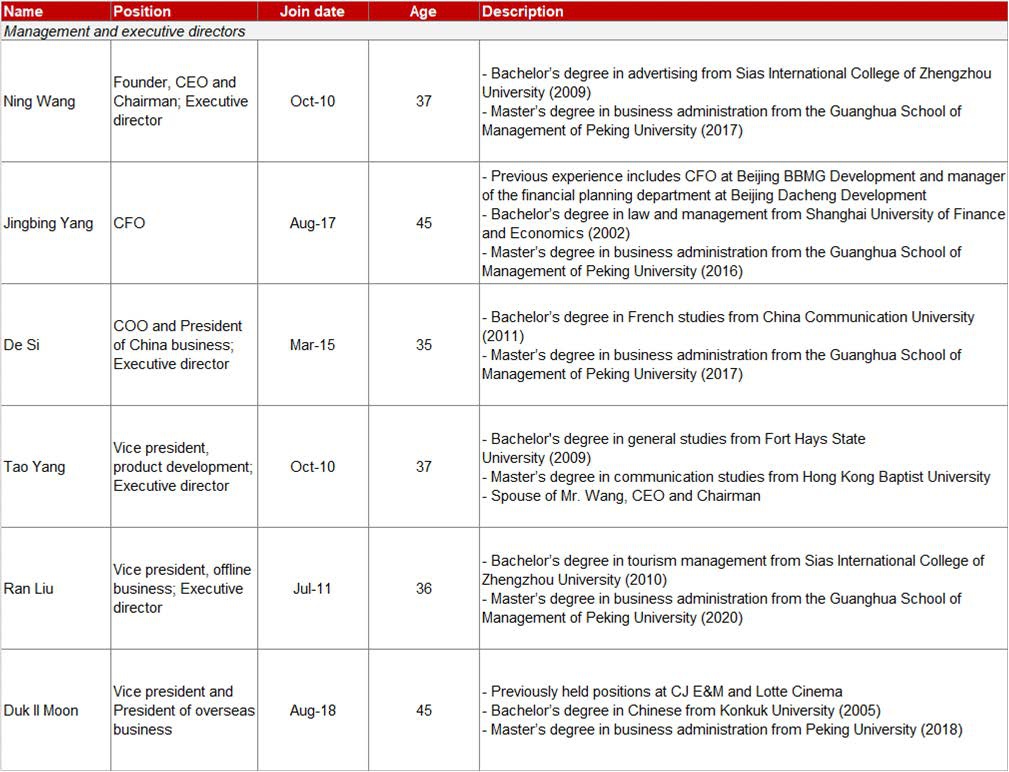 Name Position Join date Age Description
Management and executive directors
Ning Wang
Founder, CEO and
Chairman; Executive
director
Oct-10
37
- Bachelor’s degree in advertising from Sias International College of Zhengzhou
University (2009)
- Master’s degree in business administration from the Guanghua School of
Management of Peking University (2017)
Jingbing Yang
CFO
Aug-17
45
- Previous experience includes CFO at Beijing BBMG Development and manager
of the financial planning department at Beijing Dacheng Development
- Bachelor’s degree in law and management from Shanghai University of Finance
and Economics (2002)
- Master’s degree in business administration from the Guanghua School of
Management of Peking University (2016)
De Si
COO and President
of China business;
Executive director
Mar-15
35
- Bachelor’s degree in French studies from China Communication University
(2011)
- Master’s degree in business administration from the Guanghua School of
Management of Peking University (2017)
Tao Yang
Vice president,
product development;
Executive director
Oct-10
37
- Bachelor's degree in general studies from Fort Hays State
University (2009)
- Master’s degree in communication studies from Hong Kong Baptist University
- Spouse of Mr. Wang, CEO and Chairman
Ran Liu
Vice president, offline
business; Executive
director
Jul-11
36
- Bachelor’s degree in tourism management from Sias International College of
Zhengzhou University (2010)
- Master’s degree in business administration from the Guanghua School of
Management of Peking University (2020)
Duk Il Moon
Vice president and
President of overseas
business
Aug-18
45
- Previously held positions at CJ E&M and Lotte Cinema
- Bachelor’s degree in Chinese from Konkuk University (2005)
- Master’s degree in business administration from Peking University (2018)